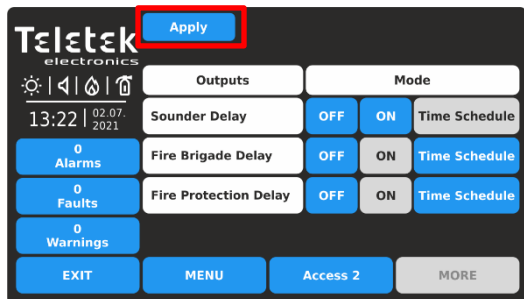 Teletek
electronics
13:22 02.07.
2021
0
Alarms
0
Faults
0
Warnings
EXIT
Apply
Outputs Mode
Sounder Delay OFF ON Time Schedule
Fire Brigade Delay OFF ON Time Schedule
Fire Protection Delay OFF ON Time Schedule
MENU Access 2 MORE